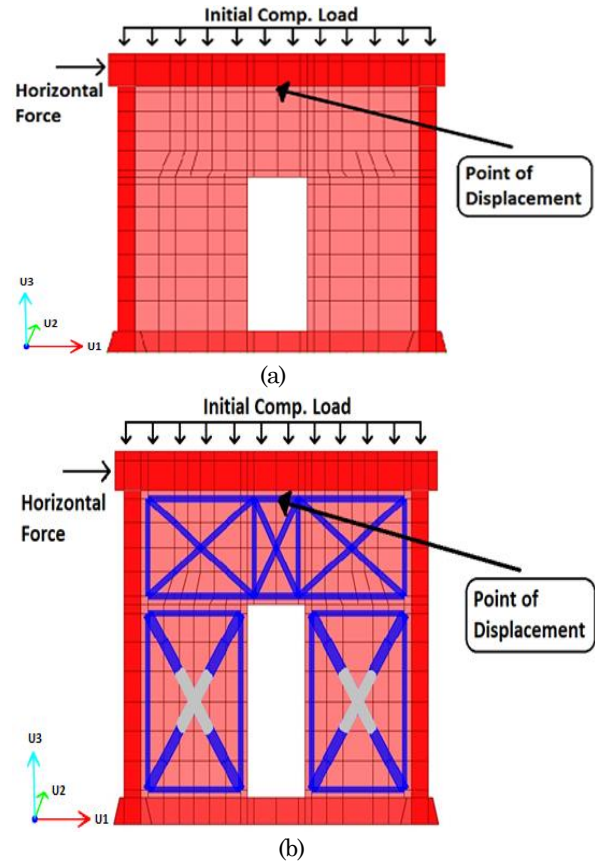 Initial Comp. Load
Horizontal
Force
Point of
Displacement
U3
U2
U1
(a)
Initial Comp. Load
Horizontal
Force
Point of
Displacement
U3
U2
U1
(b)